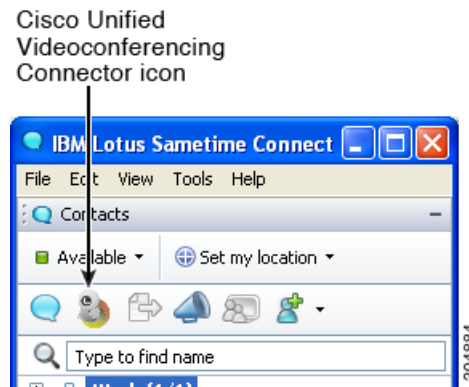 Cisco Unified
Videoconferencing
Connector icon
IBM Lotus Sametime Connect
File Edit View Tools Help
Contacts
Available Set my location
Type to find name